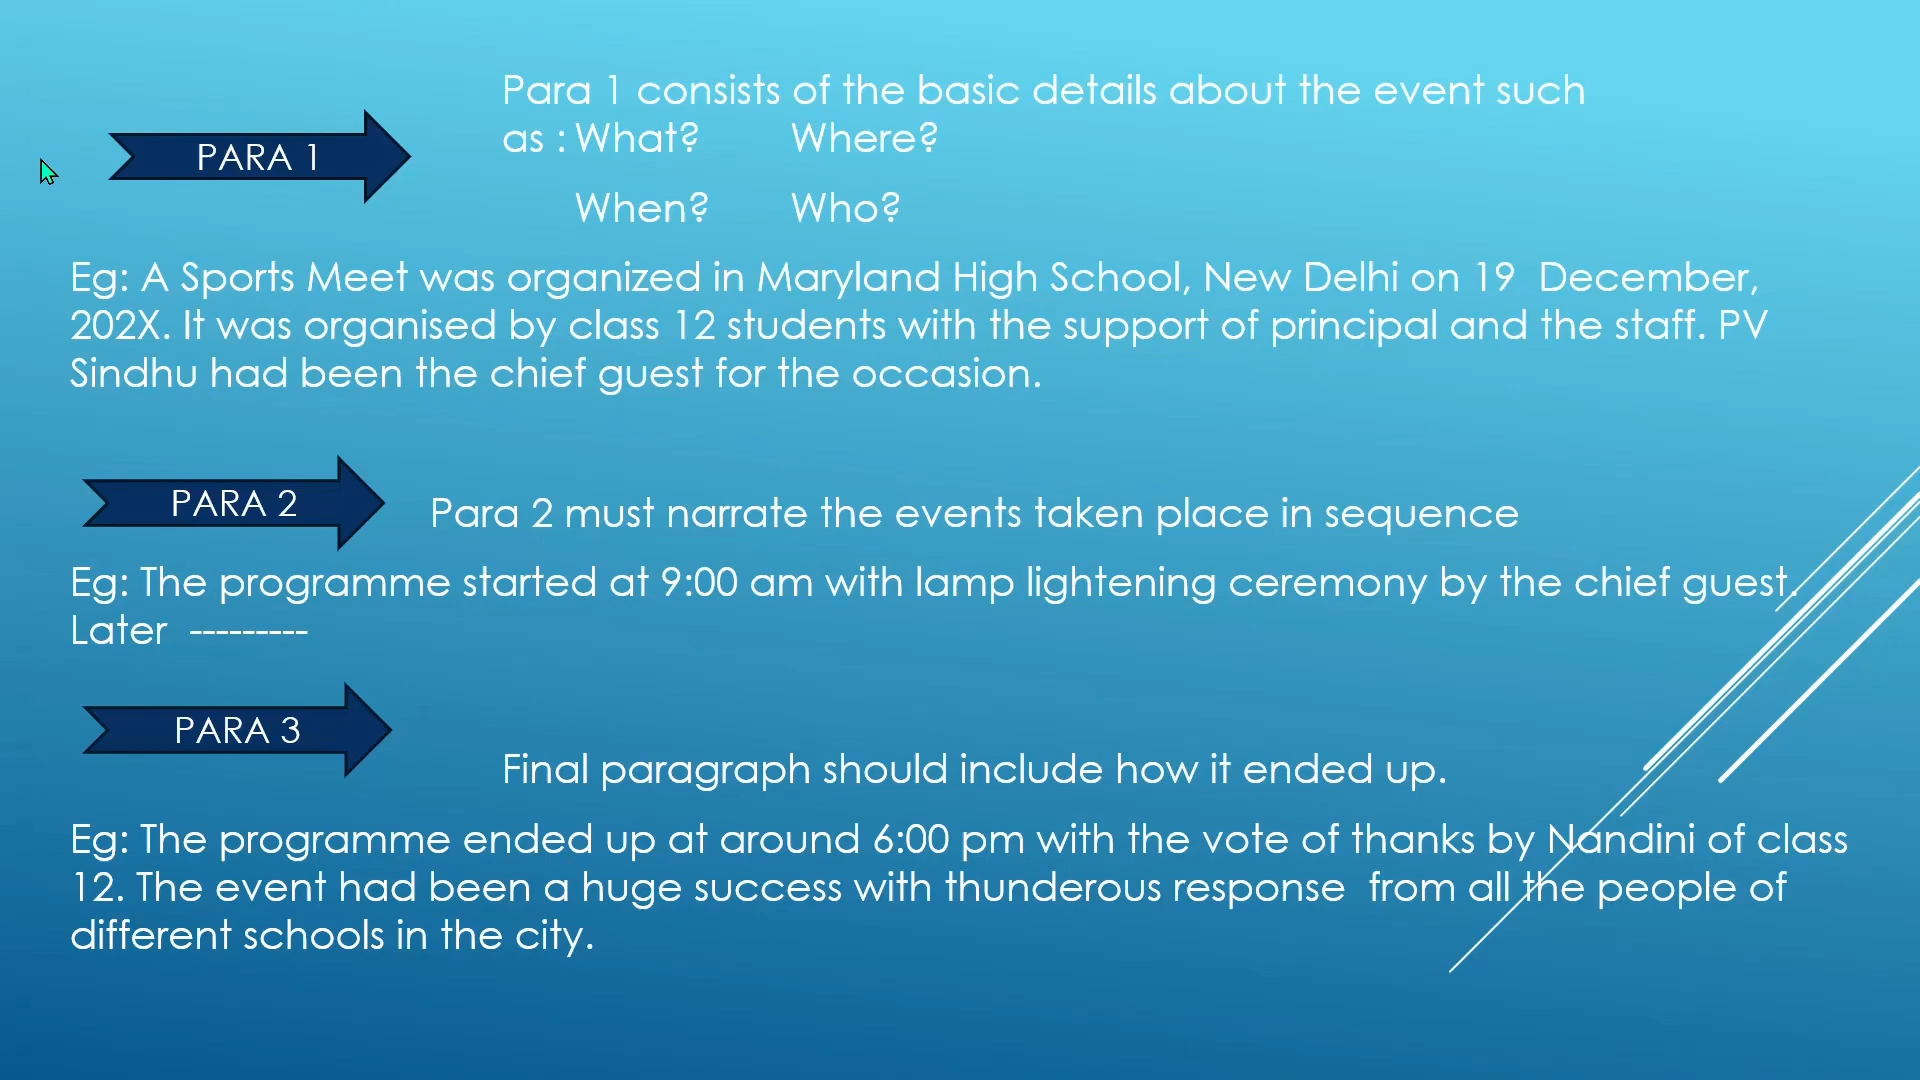 Para 1 consists of the basic details about the event such
PARA 1
as : What? Where?
When? Who?
Eg: A Sports Meet was organized in Maryland High School, New Delhi on 19 December,
202X. It was organised by class 12 students with the support of principal and the staff. PV
Sindhu had been the chief guest for the occasion.
PARA 2
Para 2 must narrate the events taken place in sequence
Eg: The programme started at 9:00 am with lamp lightening ceremony by the chief guest.
Later ---------
PARA 3
Final paragraph should include how it ended up.
Eg: The programme ended up at around 6:00 pm with the vote of thanks by Nandini of class
12. The event had been a huge success with thunderous response from all the people of
different schools in the city.